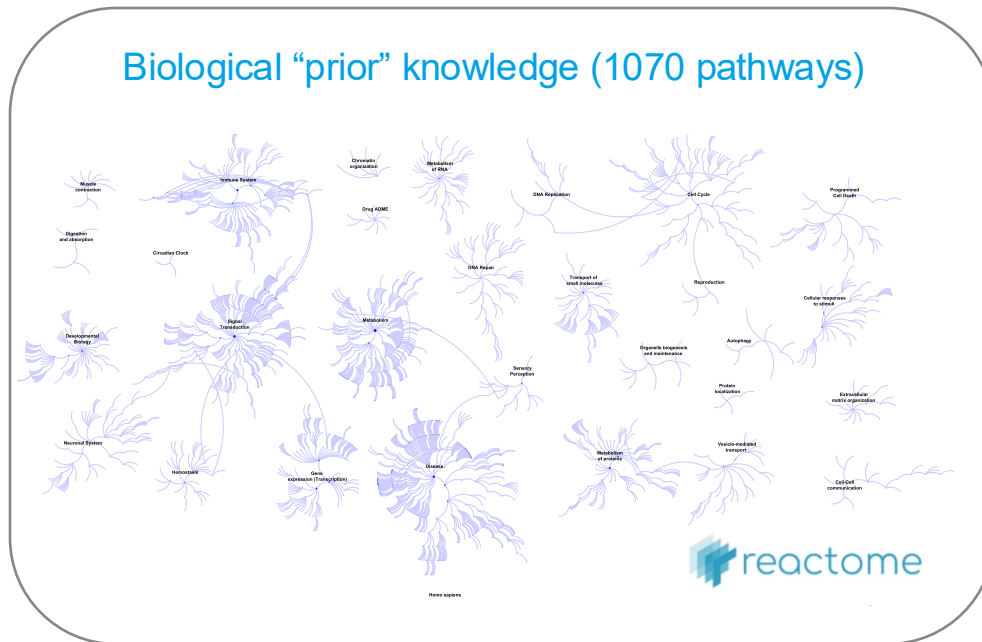 Biological “prior” knowledge (1070 pathways)
Muscle
contraction
Immune System
Chromatin
organization
Metabolism
of RNA
DNA Replication
Cell Cycle
Programmed
Cell Death
Digestion
and absorption
Circadian Clock
Drug ADME
DNA Repair
Transport of
small molecules
Reproduction
Cellular responses
to stimuli
Developmental
Biology
Signal
Transduction
Metabolism
Sensory
Perception
Organelle biogenesis
and maintenance
Autophagy
Protein
localization
Extracellular
matrix organization
Neuronal System
Hemostasis
Gene
expression (Transcription)
Disease
Metabolism
of proteins
Vesicle-mediated
transport
Cell-Cell
communication
reactome
Homo sapiens